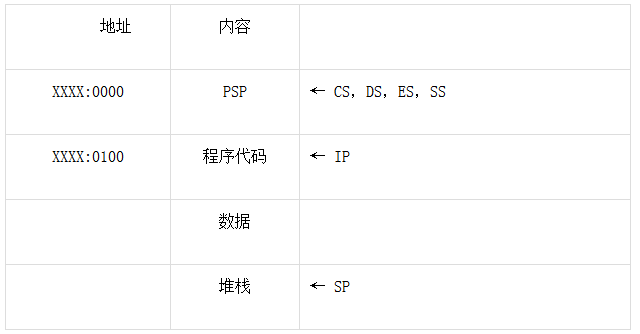 地址 内容
XXXX:0000 PSP ← CS, DS, ES, SS
XXXX:0100 程序代码 ← IP
数据
堆栈 ← SP